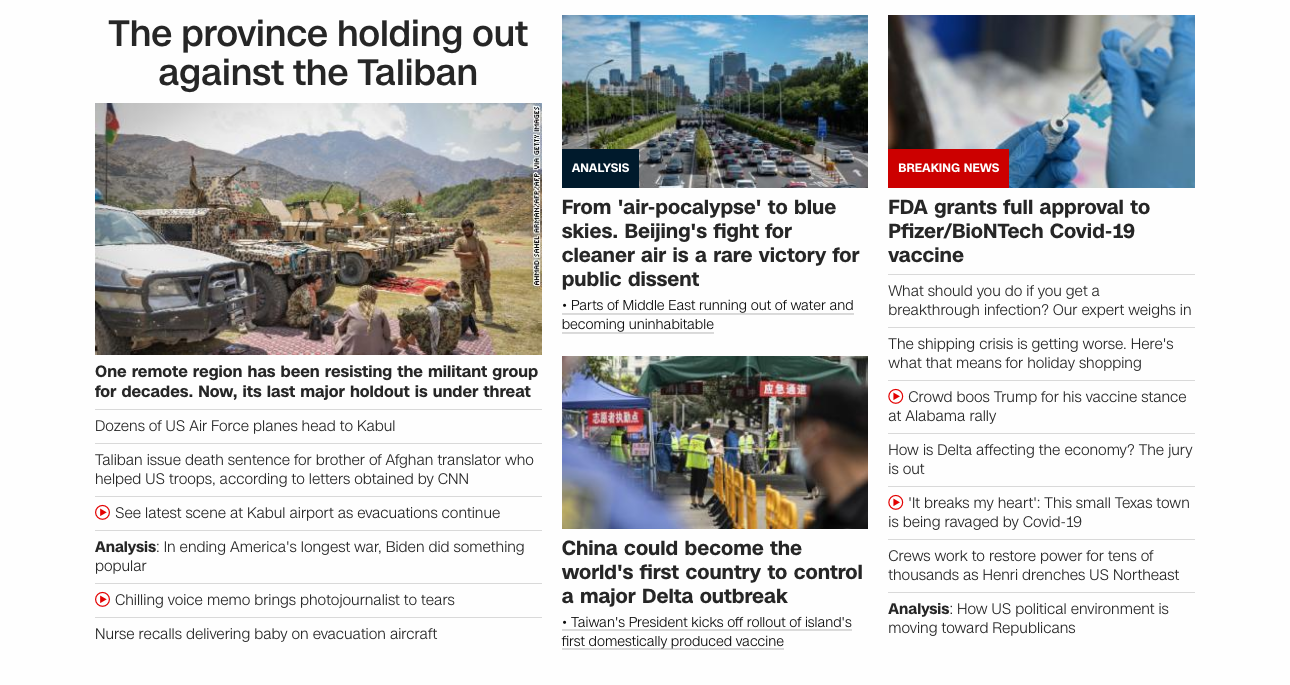 The province holding out
against the Taliban
AHMAD SAHEL ARMAN/AFP/AFP VIA GETTY IMAGES
One remote region has been resisting the militant group
for decades. Now, its last major holdout is under threat
Dozens of US Air Force planes head to Kabul
Taliban issue death sentence for brother of Afghan translator who
helped US troops, according to letters obtained by CNN
See latest scene at Kabul airport as evacuations continue
Analysis: In ending America's longest war, Biden did something
popular
Chilling voice memo brings photojournalist to tears
Nurse recalls delivering baby on evacuation aircraft
ANALYSIS
From 'air-pocalypse' to blue
skies. Beijing's fight for
cleaner air is a rare victory for
public dissent
• Parts of Middle East running out of water and
becoming uninhabitable
应急通道
志愿者执勤点
China could become the
world's first country to control
a major Delta outbreak
• Taiwan's President kicks off rollout of island's
first domestically produced vaccine
BREAKING NEWS
FDA grants full approval to
Pfizer/BioNTech Covid-19
vaccine
What should you do if you get a
breakthrough infection? Our expert weighs in
The shipping crisis is getting worse. Here's
what that means for holiday shopping
Crowd boos Trump for his vaccine stance
at Alabama rally
How is Delta affecting the economy? The jury
is out
'It breaks my heart': This small Texas town
is being ravaged by Covid-19
Crews work to restore power for tens of
thousands as Henri drenches US Northeast
Analysis: How US political environment is
moving toward Republicans